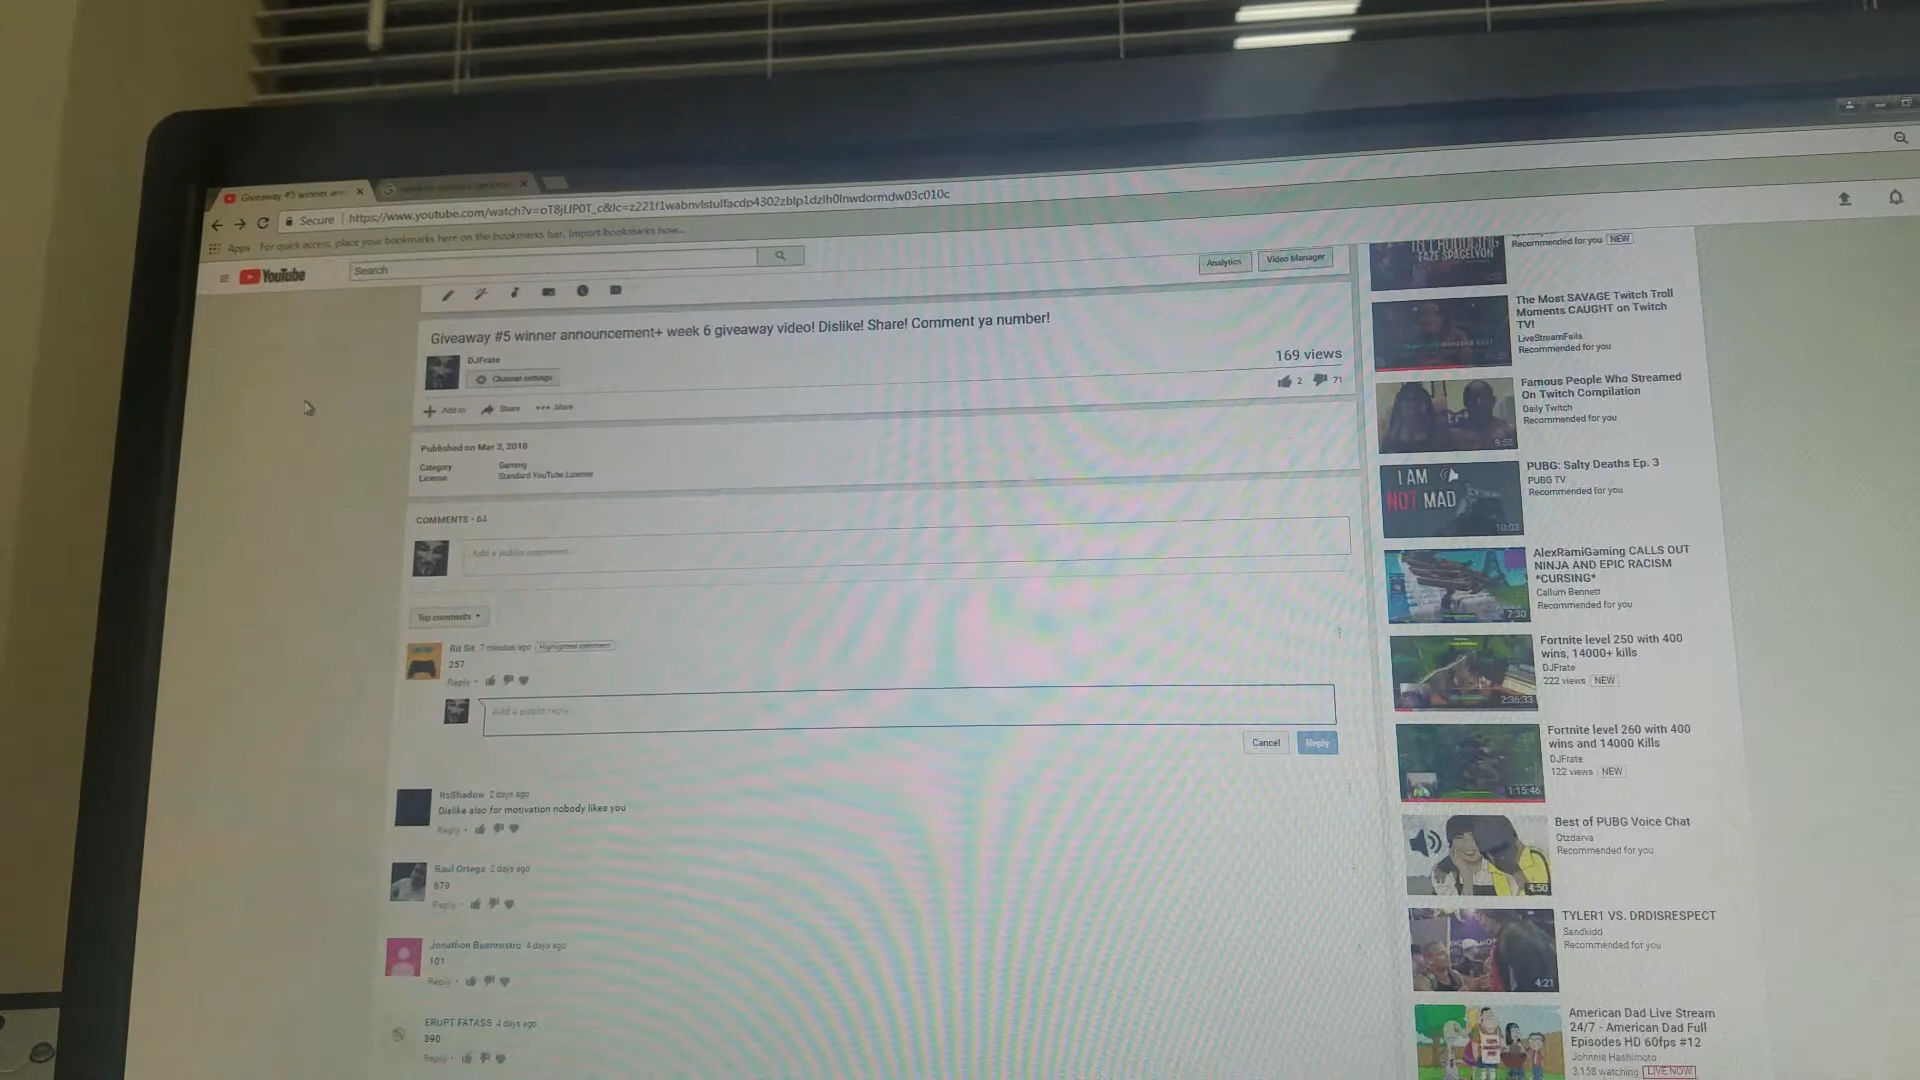 Giveaway #5 winner ann
Secure
https://www.youtube.com/watch?v=oT8jUP0T_c&lc=z221f1wabnvlstulfacdp4302zblp1dzlh0lnwdormdw03c010c
Apps
For quick access, place your bookmarks here on the bookmarks bar. Import bookmarks now...
YouTube
Search
Analytics
Video Manager
Giveaway #5 winner announcement+ week 6 giveaway video! Dislike! Share! Comment ya number!
DJFrate
Channel settings
169 views
2
71
Add to
Share
More
Published on Mar 3, 2018
Category
Gaming
License
Standard YouTube License
COMMENTS • 64
Add a public comment...
Top comments
Rit Sit 7 minutes ago
Highlighted comment
257
Reply
Add a public reply...
Cancel
Reply
ItsShadow 2 days ago
Dislike also for motivation nobody likes you
Reply
Raul Ortega 2 days ago
679
Reply
Jonathon Buenrostro 4 days ago
101
Reply
ERUPT FATASS 4 days ago
390
Reply
INTRODUCING
FAZE SPACELYON
Recommended for you
NEW
The Most SAVAGE Twitch Troll
Moments CAUGHT on Twitch
TV!
LiveStreamFails
Recommended for you
Famous People Who Streamed
On Twitch Compilation
Daily Twitch
Recommended for you
9:58
I AM
NOT MAD
10:03
PUBG: Salty Deaths Ep. 3
PUBG TV
Recommended for you
AlexRamiGaming CALLS OUT
NINJA AND EPIC RACISM
*CURSING*
Callum Bennett
Recommended for you
7:30
Fortnite level 250 with 400
wins, 14000+ kills
DJFrate
222 views
NEW
2:36:33
Fortnite level 260 with 400
wins and 14000 Kills
DJFrate
122 views
NEW
1:15:46
Best of PUBG Voice Chat
Otzdarva
Recommended for you
4:50
TYLER1 VS. DRDISRESPECT
Sandkidd
Recommended for you
4:21
American Dad Live Stream
24/7 - American Dad Full
Episodes HD 60fps #12
Johnnie Hashimoto
3,158 watching
LIVE NOW